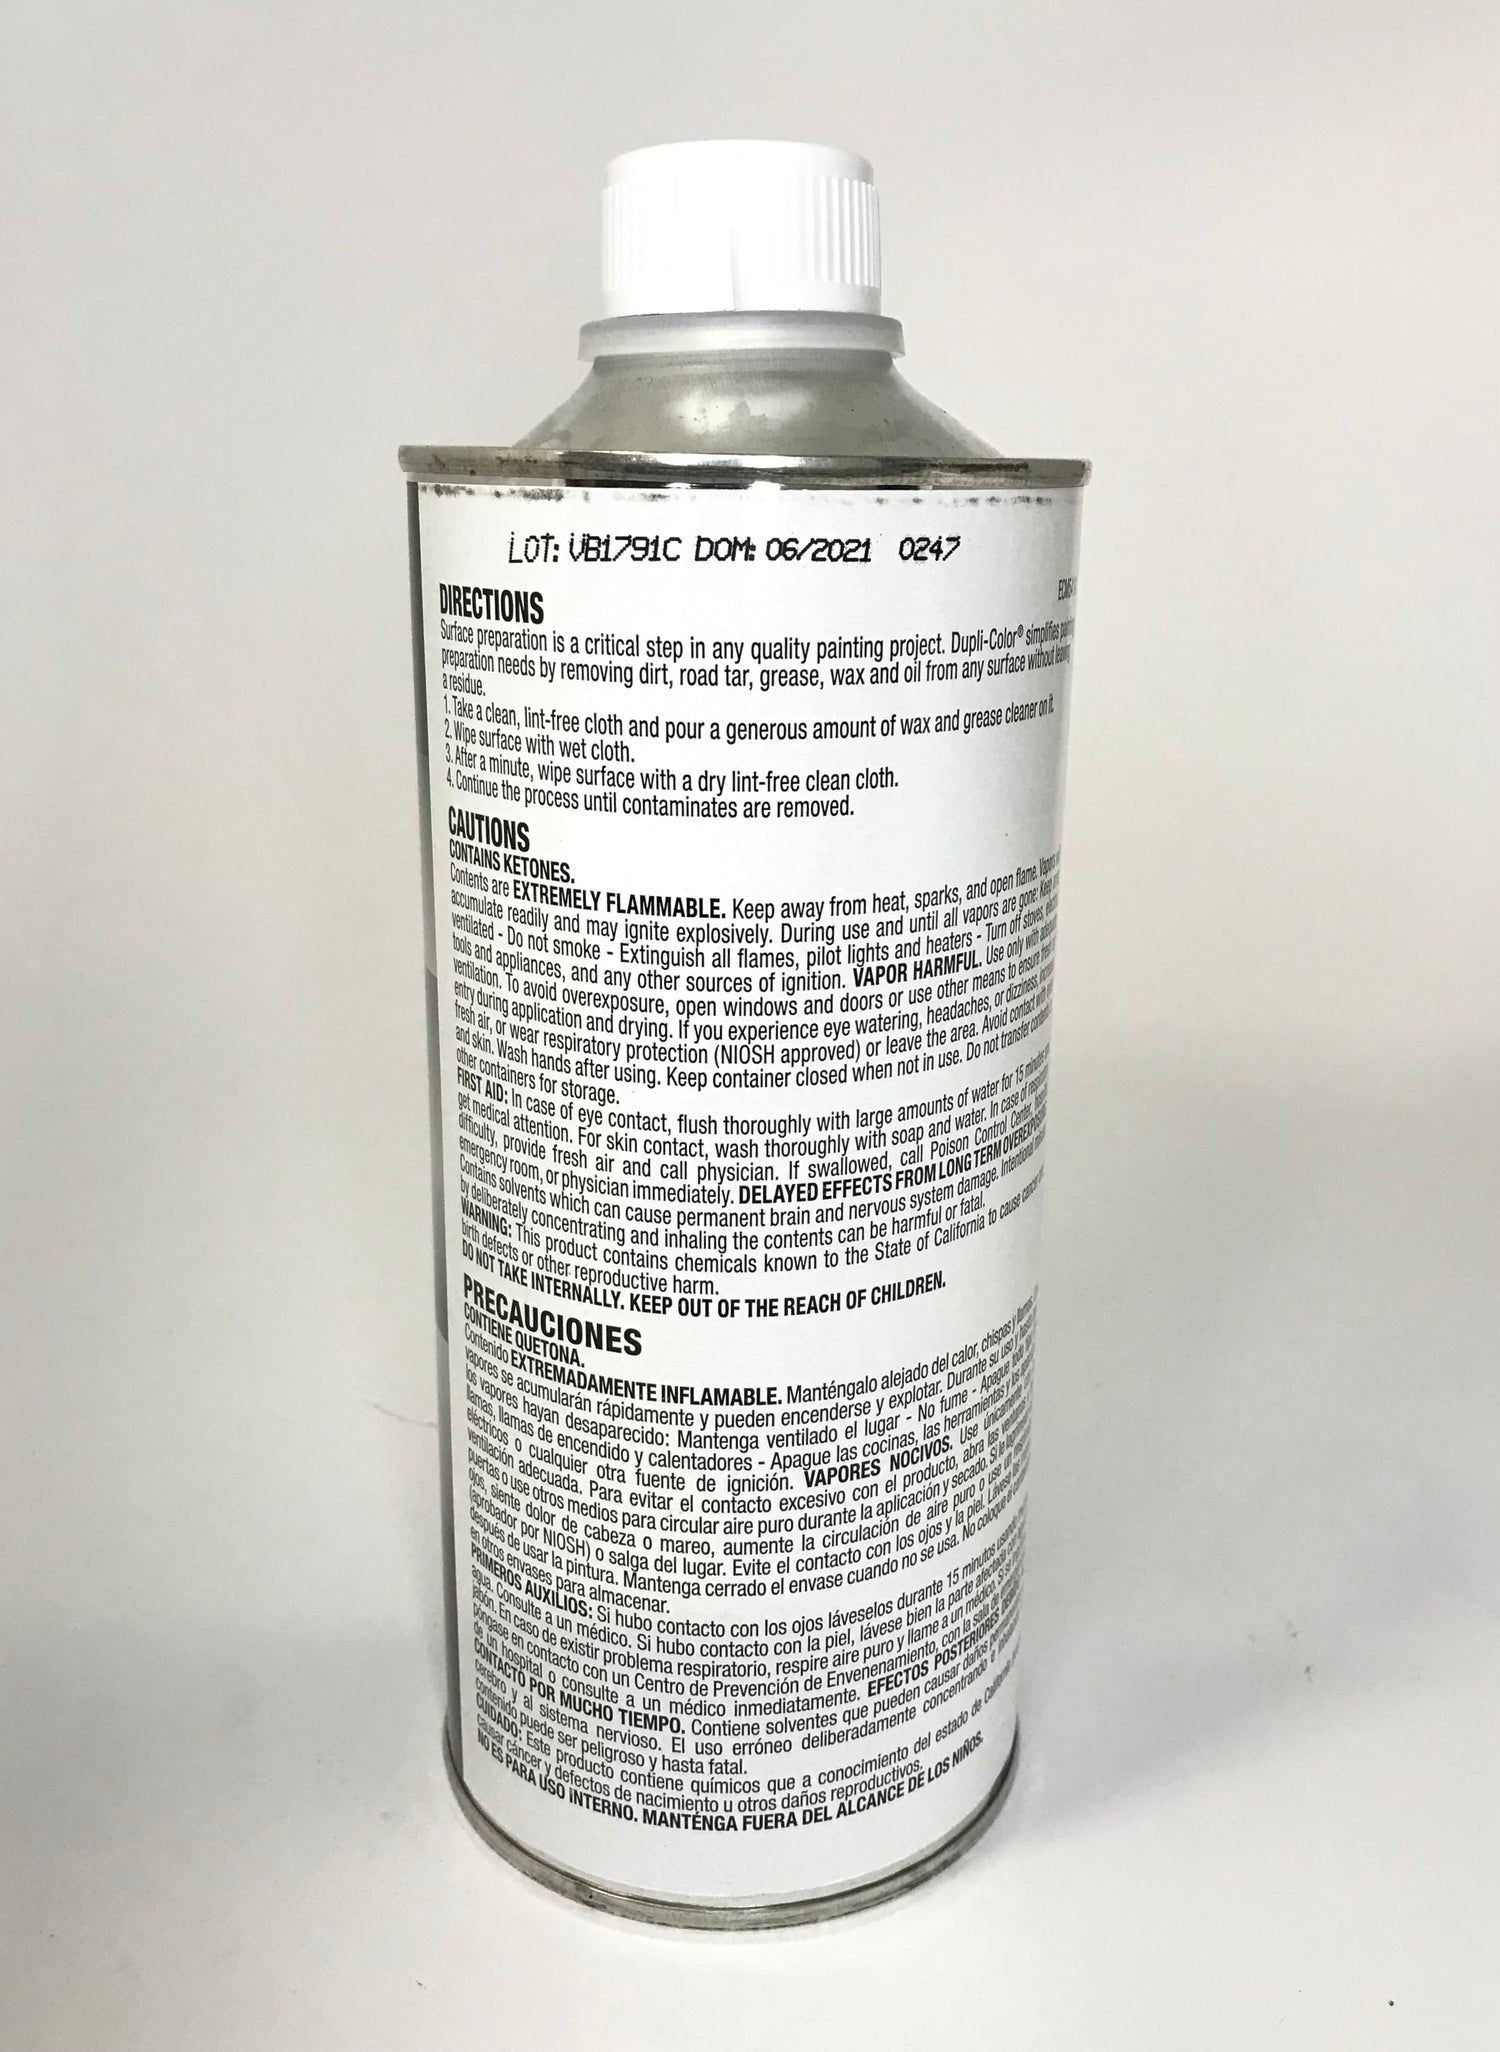 LOT: VB1791C DOM: 06/2021 0247
DIRECTIONS
Surface preparation is a critical step in any quality painting project. Dupli-Color® simplifies
preparation needs by removing dirt, road tar, grease, wax and oil from any surface without
a residue.
1. Take a clean, lint-free cloth and pour a generous amount of wax and grease cleaner on it.
2. Wipe surface with wet cloth.
3. After a minute, wipe surface with a dry lint-free clean cloth.
4. Continue the process until contaminates are removed.
CAUTIONS
CONTAINS KETONES.
Contents are EXTREMELY FLAMMABLE. Keep away from heat, sparks, and open flame. Vapors
accumulate readily and may ignite explosively. During use and until all vapors are gone: Keep
ventilated - Do not smoke - Extinguish all flames, pilot lights and heaters - Turn off stoves,
tools and appliances, and any other sources of ignition. VAPOR HARMFUL. Use only with
ventilation. To avoid overexposure, open windows and doors or use other means to ensure fresh
entry during application and drying. If you experience eye watering, headaches, or dizziness,
fresh air, or wear respiratory protection (NIOSH approved) or leave the area. Avoid contact with
and skin. Wash hands after using. Keep container closed when not in use. Do not transfer
other containers for storage.
FIRST AID: In case of eye contact, flush thoroughly with large amounts of water for 15 minutes
get medical attention. For skin contact, wash thoroughly with soap and water. In case of
difficulty, provide fresh air and call physician. If swallowed, call Poison Control Center,
emergency room, or physician immediately. DELAYED EFFECTS FROM LONG TERM OVEREXPOSURE
Contains solvents which can cause permanent brain and nervous system damage. Intentional
by deliberately concentrating and inhaling the contents can be harmful or fatal.
WARNING: This product contains chemicals known to the State of California to cause cancer
birth defects or other reproductive harm.
DO NOT TAKE INTERNALLY. KEEP OUT OF THE REACH OF CHILDREN.
PRECAUCIONES
CONTIENE QUETONA.
Contenido EXTREMADAMENTE INFLAMABLE. Manténgalo alejado del calor, chispas y llamas.
vapores se acumularán rápidamente y pueden encenderse y explotar. Durante su uso y hasta
los vapores hayan desaparecido: Mantenga ventilado el lugar - No fume - Apague
llamas, llamas de encendido y calentadores - Apague las cocinas, las herramientas y los
eléctricos o cualquier otra fuente de ignición. VAPORES NOCIVOS. Use únicamente
ventilación adecuada. Para evitar el contacto excesivo con el producto, abra las ventanas
puertas o use otros medios para circular aire puro durante la aplicación y secado. Si le
ojos, siente dolor de cabeza o mareo, aumente la circulación de aire puro o use un
(aprobador por NIOSH) o salga del lugar. Evite el contacto con los ojos y la piel. Lávese las
después de usar la pintura. Mantenga cerrado el envase cuando no se usa. No coloque el
en otros envases para almacenar.
PRIMEROS AUXILIOS: Si hubo contacto con los ojos láveselos durante 15 minutos usando
agua. Consulte a un médico. Si hubo contacto con la piel, lávese bien la parte afectada con
jabón. En caso de existir problema respiratorio, respire aire puro y llame a un médico. Si se
póngase en contacto con un Centro de Prevención de Envenenamiento, con la sala de
de un hospital o consulte a un médico inmediatamente. EFECTOS POSTERIORES
CONTACTO POR MUCHO TIEMPO. Contiene solventes que pueden causar daños
cerebro y al sistema nervioso. El uso erróneo deliberadamente concentrando o
contenido puede ser peligroso y hasta fatal.
CUIDADO: Este producto contiene químicos que a conocimiento del estado de California
causar cáncer y defectos de nacimiento u otros daños reproductivos.
NO ES PARA USO INTERNO. MANTÉNGA FUERA DEL ALCANCE DE LOS NIÑOS.